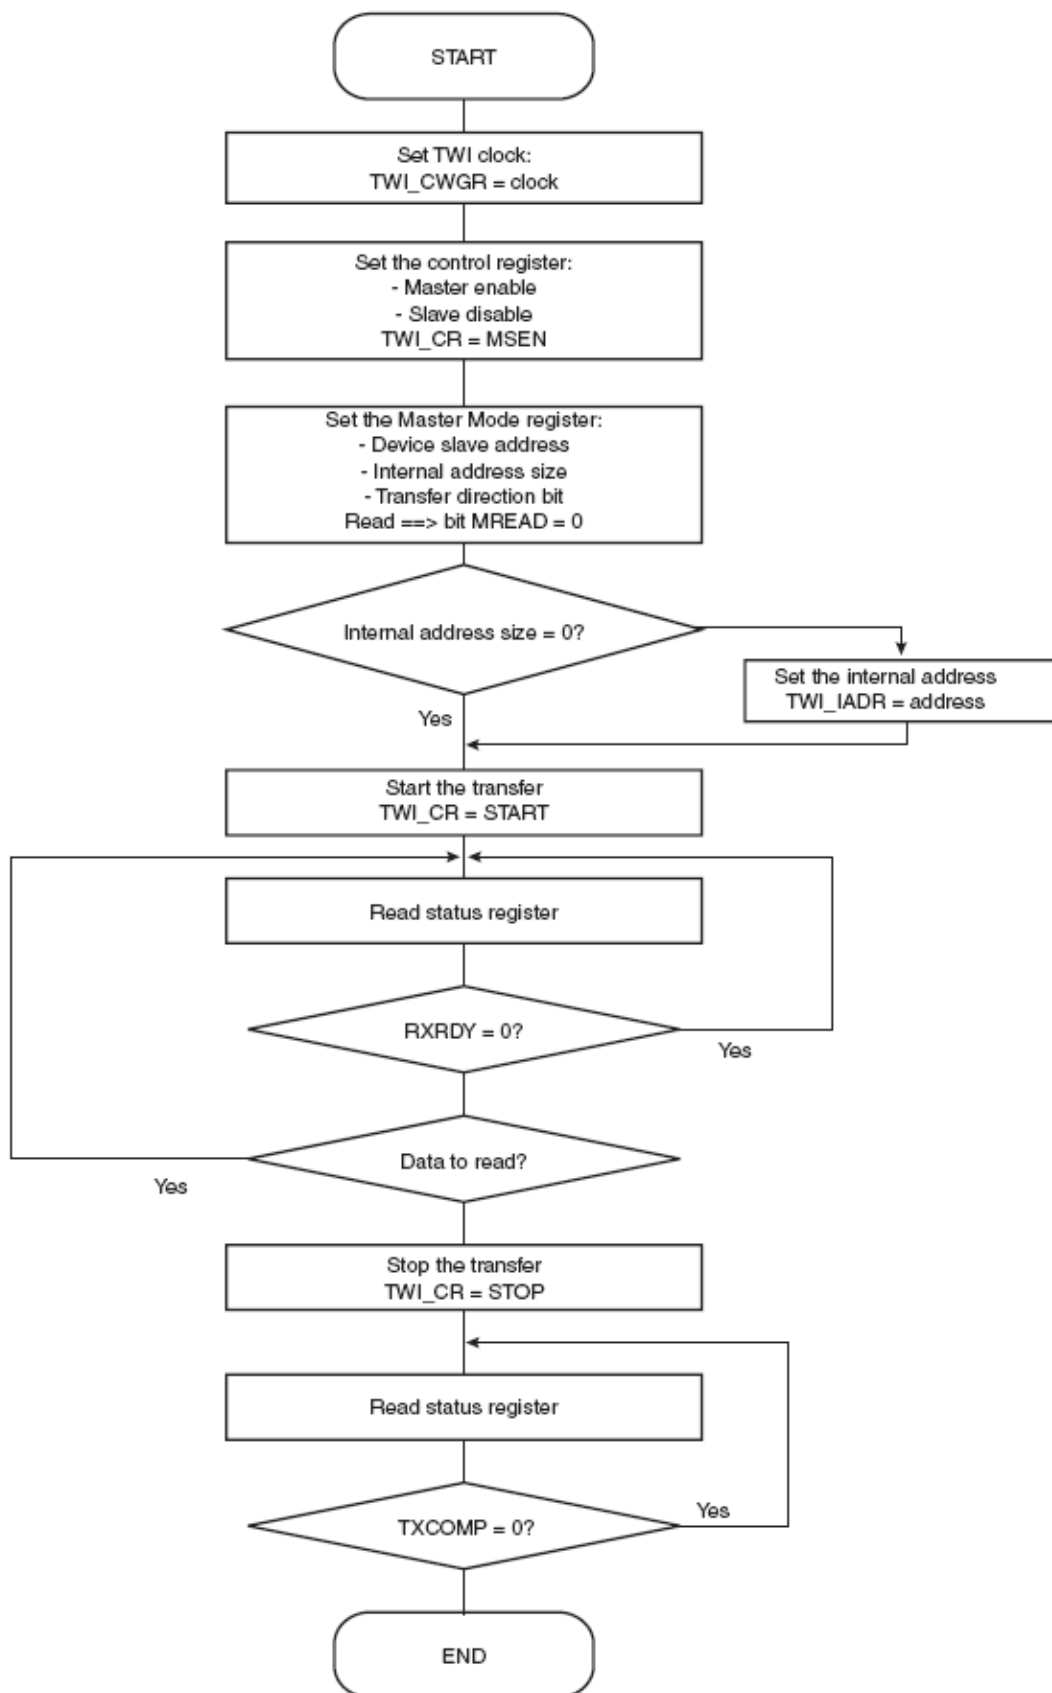 START
Set TWI clock:
TWI_CWGR = clock
Set the control register:
- Master enable
- Slave disable
TWI_CR = MSEN
Set the Master Mode register:
- Device slave address
- Internal address size
- Transfer direction bit
Read ==> bit MREAD = 0
Internal address size = 0?
Set the internal address
TWI_IADR = address
Yes
Start the transfer
TWI_CR = START
Read status register
RXRDY = 0?
Yes
Data to read?
Yes
Stop the transfer
TWI_CR = STOP
Read status register
Yes
TXCOMP = 0?
END